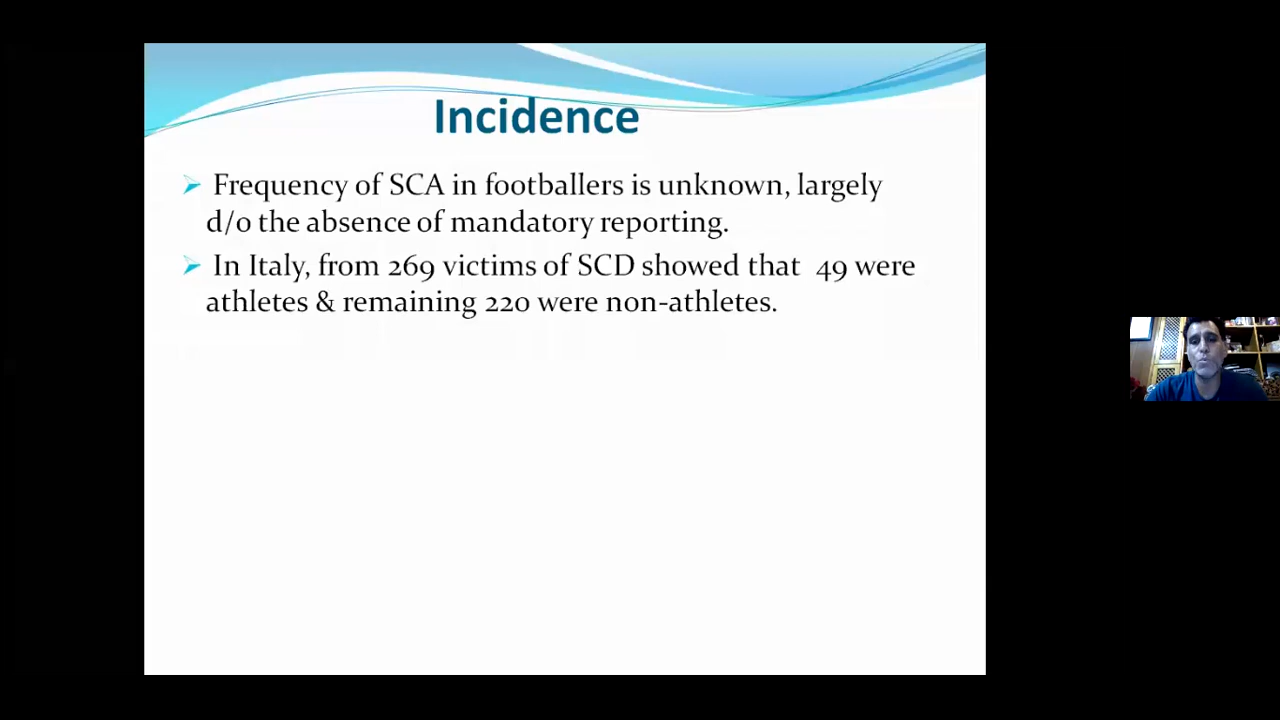 Incidence
Frequency of SCA in footballers is unknown, largely
d/o the absence of mandatory reporting.
In Italy, from 269 victims of SCD showed that 49 were
athletes & remaining 220 were non-athletes.